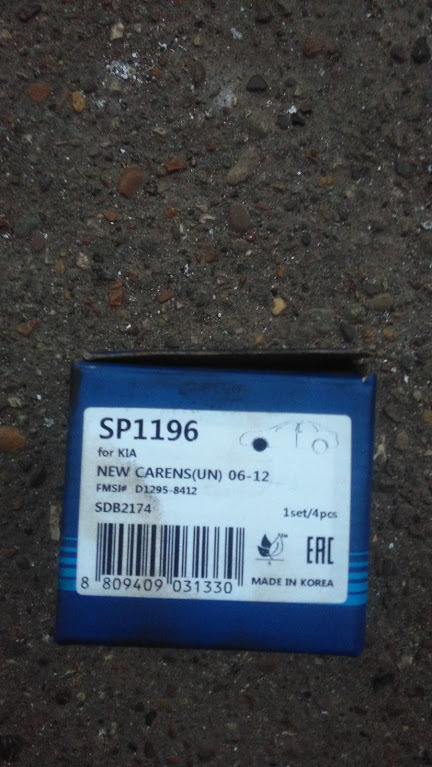 SP1196
for KIA
NEW CARENS(UN) 06-12
FMSI# D1295-8412
SDB2174 1set/4pcs
8 809409 031330
EAC
MADE IN KOREA